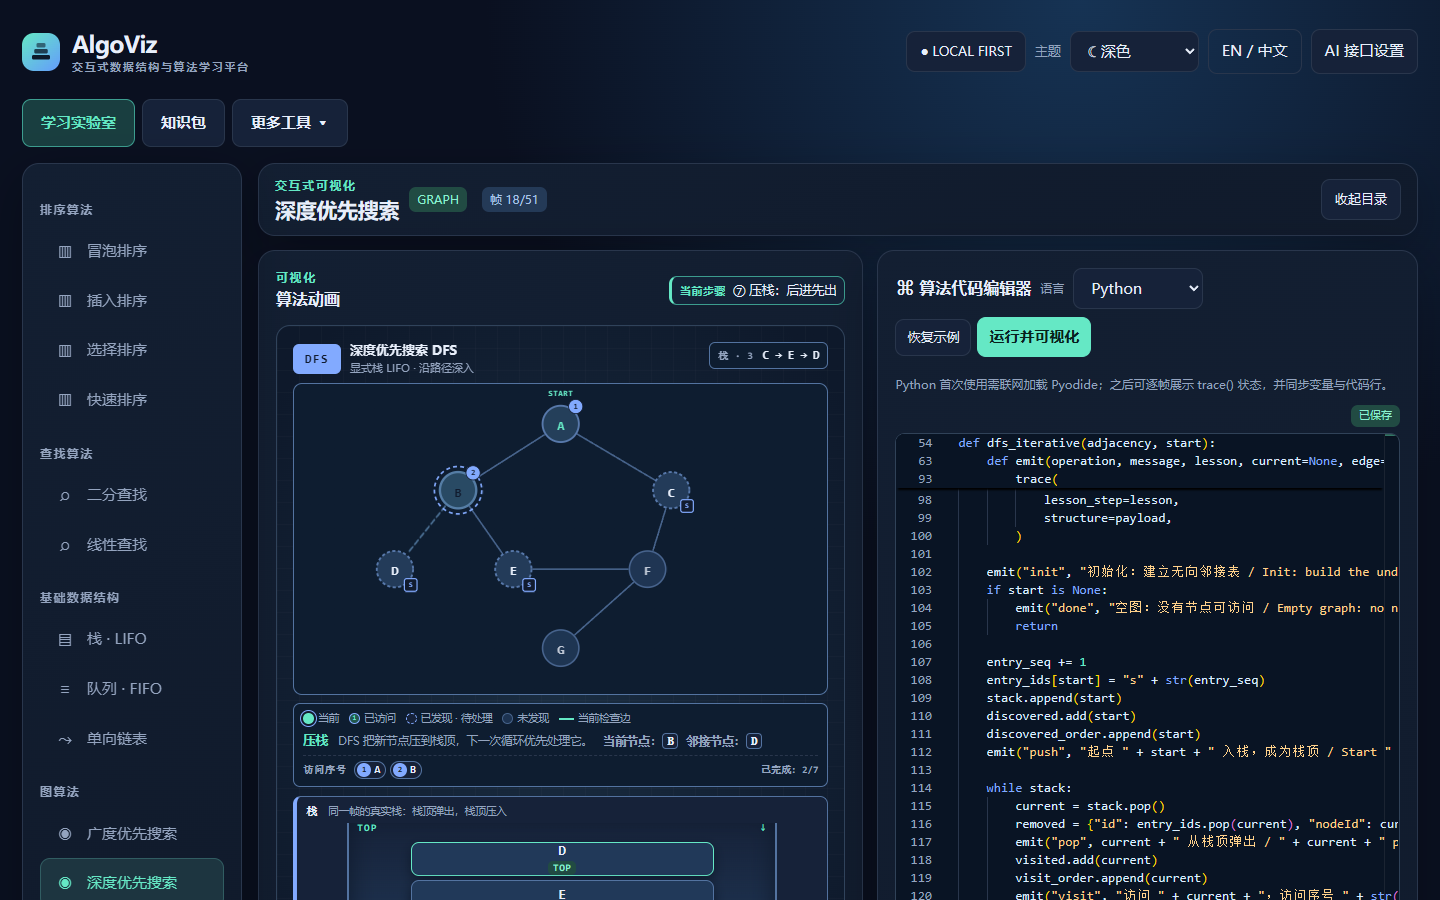 AlgoViz
交互式数据结构与算法学习平台
● LOCAL FIRST
主题
☾ 深色
EN / 中文
AI 接口设置
学习实验室
知识包
更多工具 ▾
排序算法
冒泡排序
插入排序
选择排序
快速排序
查找算法
二分查找
线性查找
基础数据结构
栈 · LIFO
队列 · FIFO
单向链表
图算法
广度优先搜索
深度优先搜索
交互式可视化
深度优先搜索
GRAPH
帧 18/51
收起目录
可视化
算法动画
当前步骤 ⑦ 压栈：后进先出
DFS
深度优先搜索 DFS
显式栈 LIFO · 沿路径深入
栈 · 3 C → E → D
START
A
1
B
2
C
S
D
S
E
S
F
G
当前
1 已访问
已发现 · 待处理
未发现
当前检查边
压栈 DFS 把新节点压到栈顶，下一次循环优先处理它。 当前节点： B 邻接节点： D
访问序号 1 A 2 B
已完成：2/7
栈 同一帧的真实栈：栈顶弹出，栈顶压入
TOP ↓
D
TOP
E
⌘ 算法代码编辑器
语言
Python
恢复示例
运行并可视化
Python 首次使用需联网加载 Pyodide；之后可逐帧展示 trace() 状态，并同步变量与代码行。
已保存
54 def dfs_iterative(adjacency, start):
63 def emit(operation, message, lesson, current=None, edge=
93 trace(
98 lesson_step=lesson,
99 structure=payload,
100 )
101
102 emit("init", "初始化：建立无向邻接表 / Init: build the und
103 if start is None:
104 emit("done", "空图：没有节点可访问 / Empty graph: no n
105 return
106
107 entry_seq += 1
108 entry_ids[start] = "s" + str(entry_seq)
109 stack.append(start)
110 discovered.add(start)
111 discovered_order.append(start)
112 emit("push", "起点 " + start + " 入栈，成为栈顶 / Start "
113
114 while stack:
115 current = stack.pop()
116 removed = {"id": entry_ids.pop(current), "nodeId": cur
117 emit("pop", current + " 从栈顶弹出 / " + current + " p
118 visited.add(current)
119 visit_order.append(current)
120 emit("visit", "访问 " + current + "，访问序号 " + str(